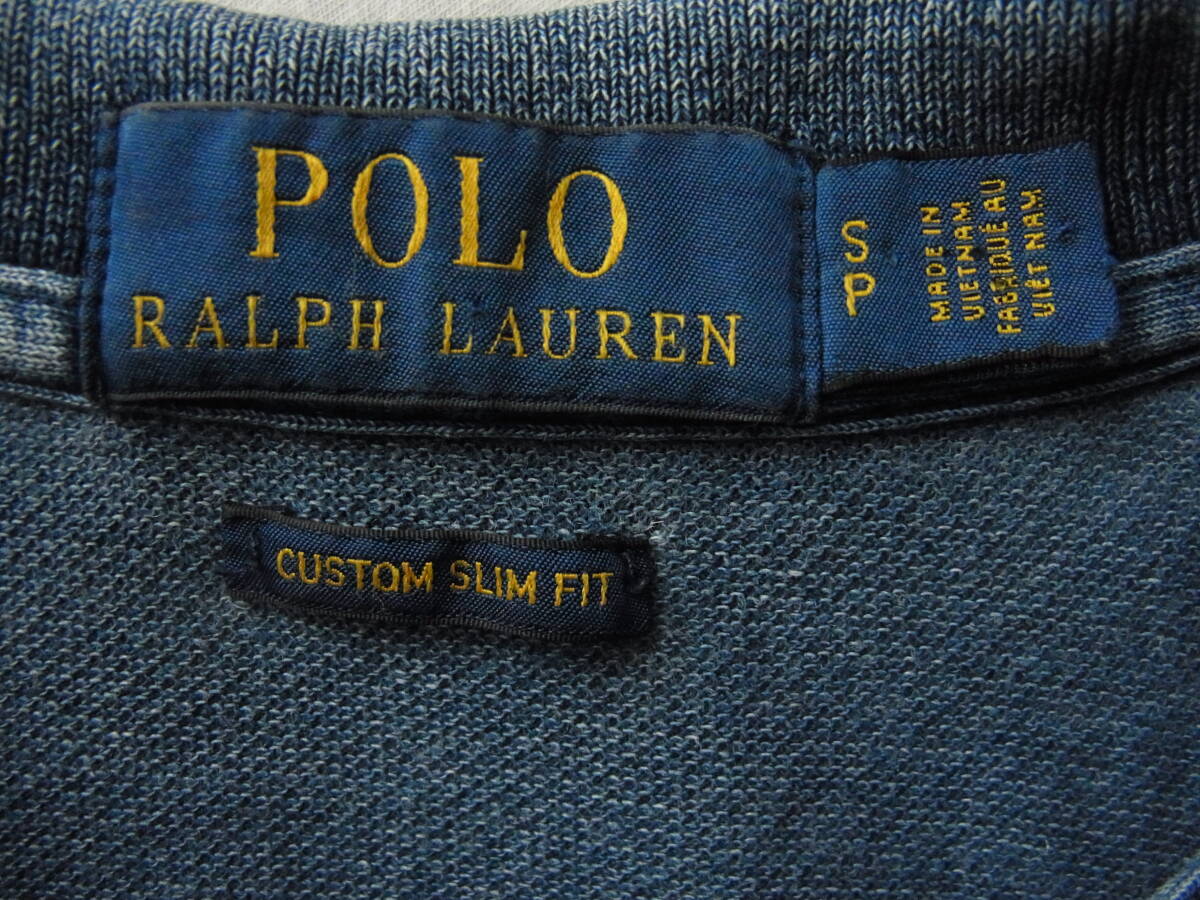 POLO
RALPH LAUREN
S
P
MADE IN
VIETNAM
FABRIQUÉ AU
VIÊT NAM
CUSTOM SLIM FIT